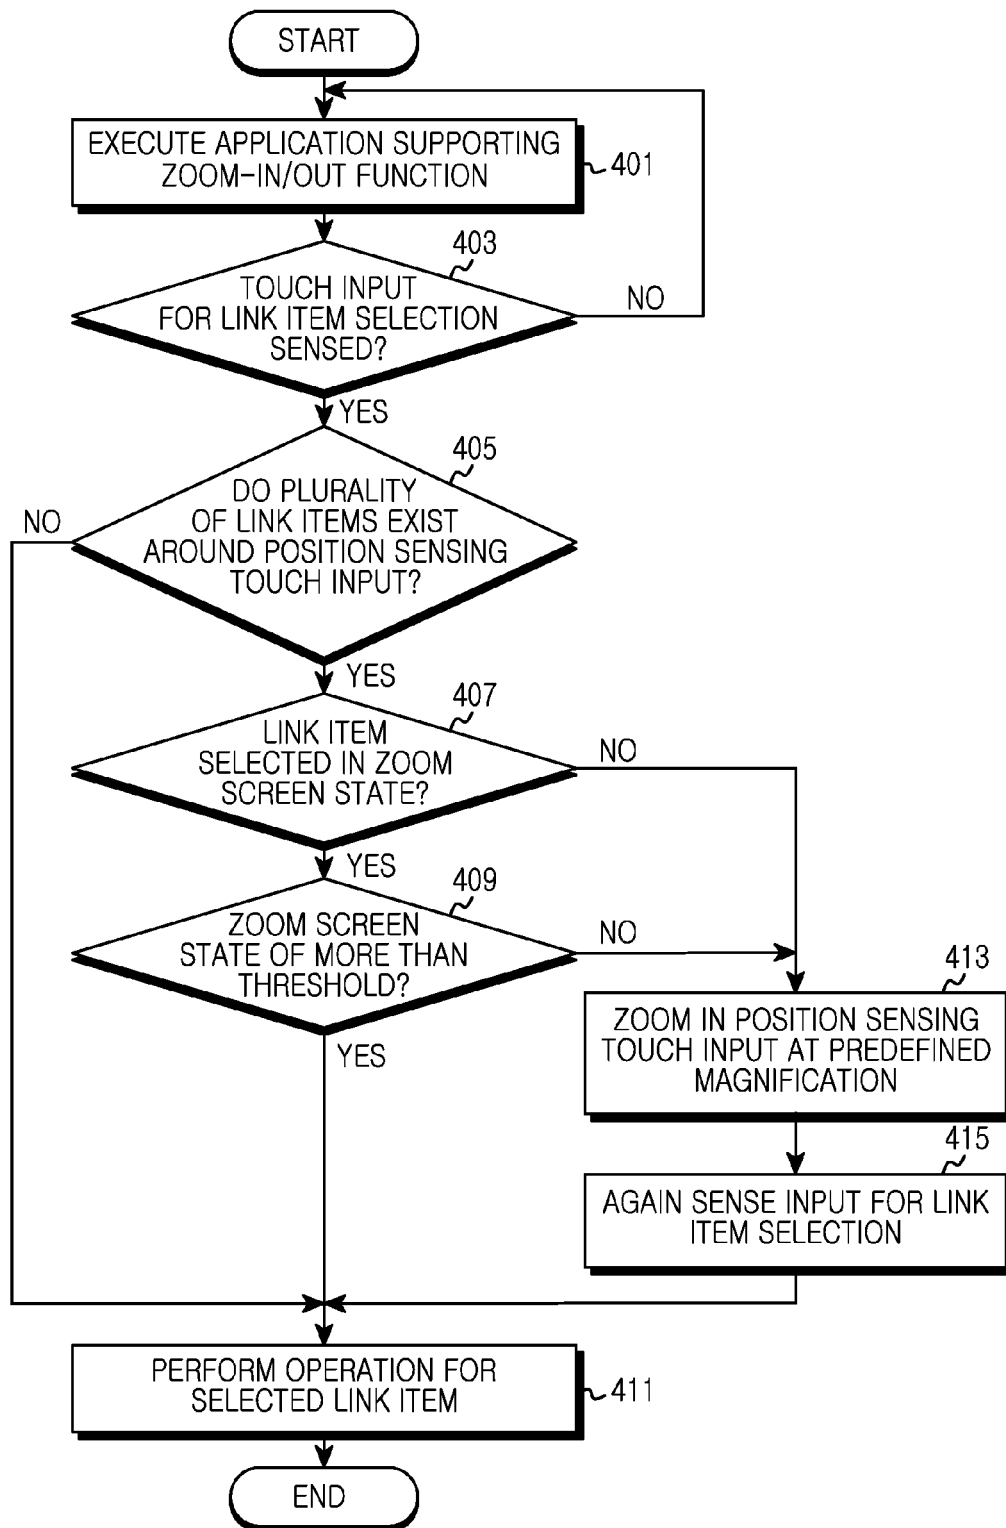 START
EXECUTE APPLICATION SUPPORTING
ZOOM-IN/OUT FUNCTION
401
403
TOUCH INPUT
FOR LINK ITEM SELECTION
SENSED?
NO
YES
405
DO PLURALITY
OF LINK ITEMS EXIST
AROUND POSITION SENSING
TOUCH INPUT?
NO
YES
407
LINK ITEM
SELECTED IN ZOOM
SCREEN STATE?
NO
YES
409
ZOOM SCREEN
STATE OF MORE THAN
THRESHOLD?
NO
YES
413
ZOOM IN POSITION SENSING
TOUCH INPUT AT PREDEFINED
MAGNIFICATION
415
AGAIN SENSE INPUT FOR LINK
ITEM SELECTION
PERFORM OPERATION FOR
SELECTED LINK ITEM
411
END